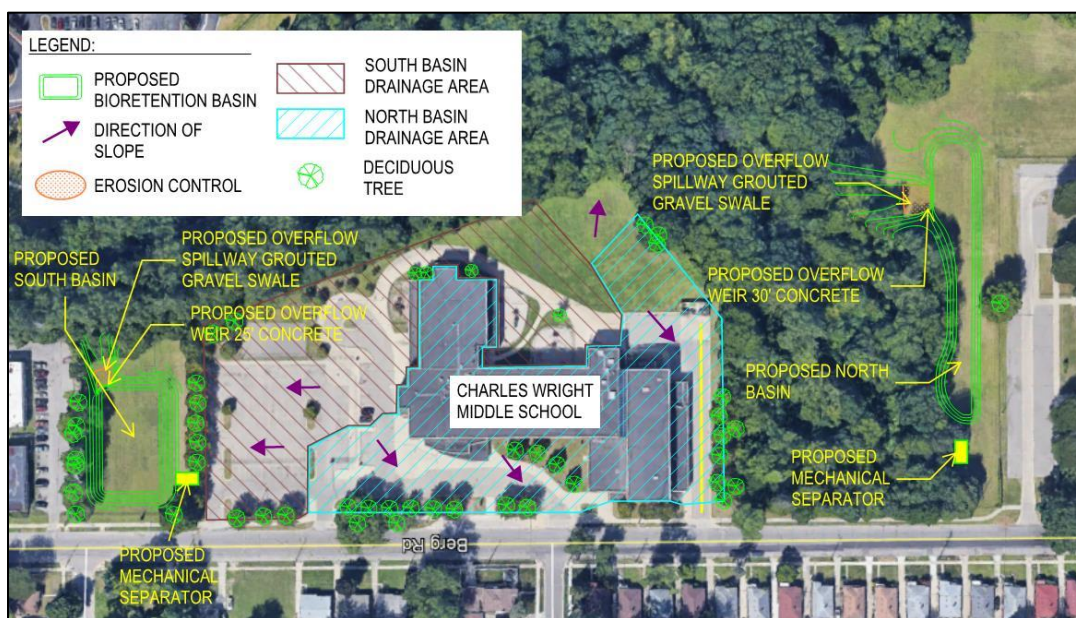 LEGEND:
PROPOSED
BIORETENTION BASIN
DIRECTION OF
SLOPE
EROSION CONTROL
SOUTH BASIN
DRAINAGE AREA
NORTH BASIN
DRAINAGE AREA
DECIDUOUS
TREE
PROPOSED
SOUTH BASIN
PROPOSED OVERFLOW
SPILLWAY GROUTED
GRAVEL SWALE
PROPOSED OVERFLOW
WEIR 25' CONCRETE
PROPOSED
MECHANICAL
SEPARATOR
CHARLES WRIGHT
MIDDLE SCHOOL
PROPOSED OVERFLOW
SPILLWAY GROUTED
GRAVEL SWALE
PROPOSED OVERFLOW
WEIR 30' CONCRETE
PROPOSED NORTH
BASIN
PROPOSED
MECHANICAL
SEPARATOR
Berg Rd